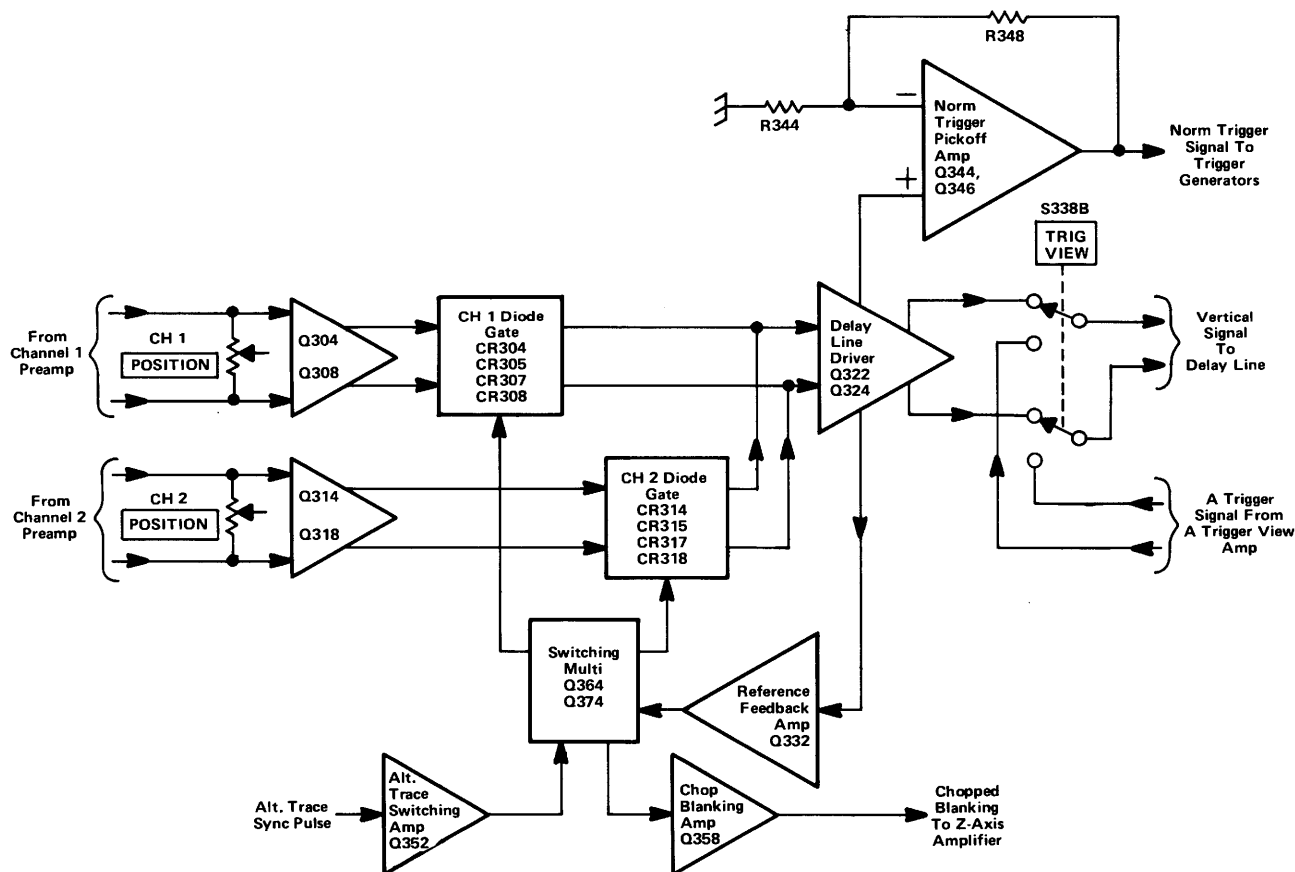 R348
R344
−
Norm
Trigger
Pickoff
Amp
Q344,
Q346
+
Norm Trigger
Signal To
Trigger
Generators
S338B
TRIG
VIEW
From
Channel 1
Preamp
CH 1
POSITION
Q304
Q308
CH 1 Diode
Gate
CR304
CR305
CR307
CR308
Delay
Line
Driver
Q322
Q324
Vertical
Signal
To
Delay Line
From
Channel 2
Preamp
CH 2
POSITION
Q314
Q318
CH 2 Diode
Gate
CR314
CR315
CR317
CR318
A Trigger
Signal From
A Trigger View
Amp
Switching
Multi
Q364
Q374
Reference
Feedback
Amp
Q332
Alt. Trace
Sync Pulse
Alt.
Trace
Switching
Amp
Q352
Chop
Blanking
Amp
Q358
Chopped
Blanking
To Z-Axis
Amplifier